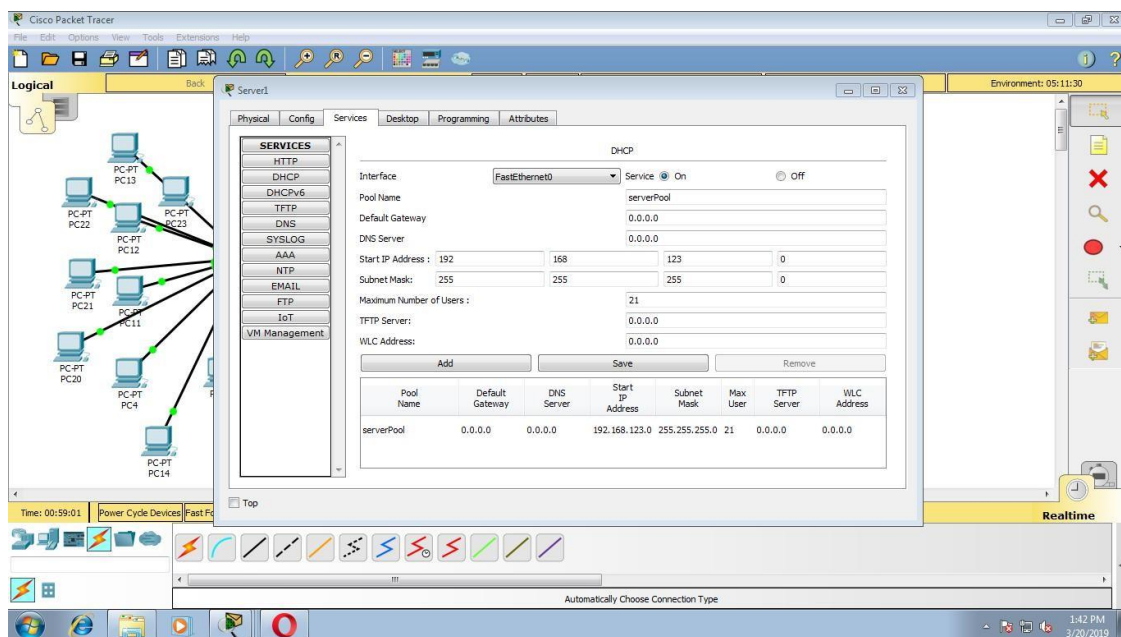 Cisco Packet Tracer
File Edit Options View Tools Extensions Help
Logical
Back
Environment: 05:11:30
Server1
Physical Config Services Desktop Programming Attributes
SERVICES
HTTP
DHCP
DHCPv6
TFTP
DNS
SYSLOG
AAA
NTP
EMAIL
FTP
IoT
VM Management
DHCP
Interface FastEthernet0 Service On Off
Pool Name serverPool
Default Gateway 0.0.0.0
DNS Server 0.0.0.0
Start IP Address : 192 168 123 0
Subnet Mask: 255 255 255 0
Maximum Number of Users : 21
TFTP Server: 0.0.0.0
WLC Address: 0.0.0.0
Add Save Remove
Pool Name Default Gateway DNS Server Start IP Address Subnet Mask Max User TFTP Server WLC Address
serverPool 0.0.0.0 0.0.0.0 192.168.123.0 255.255.255.0 21 0.0.0.0 0.0.0.0
Top
PC-PT
PC13
PC-PT
PC22
PC-PT
PC23
PC-PT
PC12
PC-PT
PC21
PC-PT
PC11
PC-PT
PC20
PC-PT
PC4
PC-PT
PC14
Time: 00:59:01 Power Cycle Devices Fast Fo
Realtime
Automatically Choose Connection Type
1:42 PM
3/20/2019